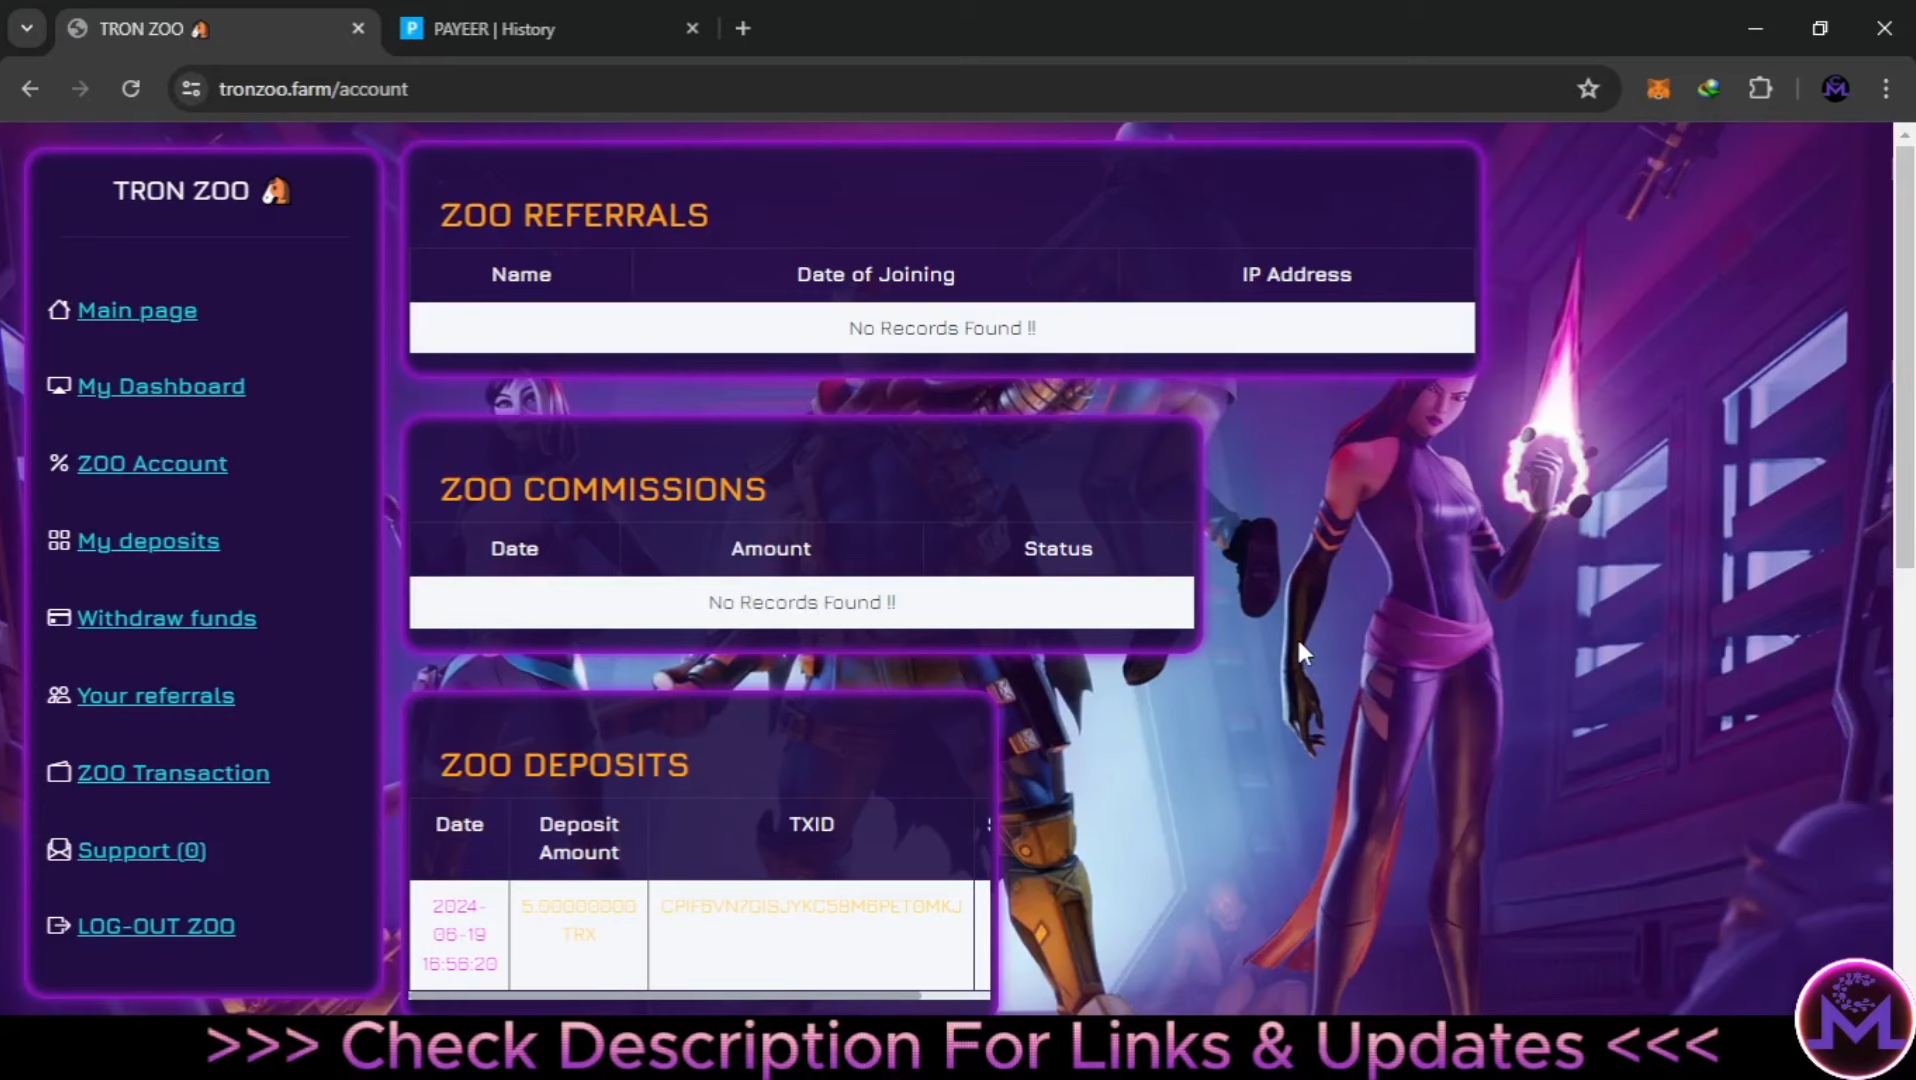 TRON ZOO
PAYEER | History
tronzoo.farm/account
TRON ZOO
Main page
My Dashboard
ZOO Account
My deposits
Withdraw funds
Your referrals
ZOO Transaction
Support (0)
LOG-OUT ZOO
ZOO REFERRALS
Name Date of Joining IP Address
No Records Found !!
ZOO COMMISSIONS
Date Amount Status
No Records Found !!
ZOO DEPOSITS
Date Deposit Amount TXID
2024-06-19 16:56:20 5.00000000 TRX
>>> Check Description For Links & Updates <<<